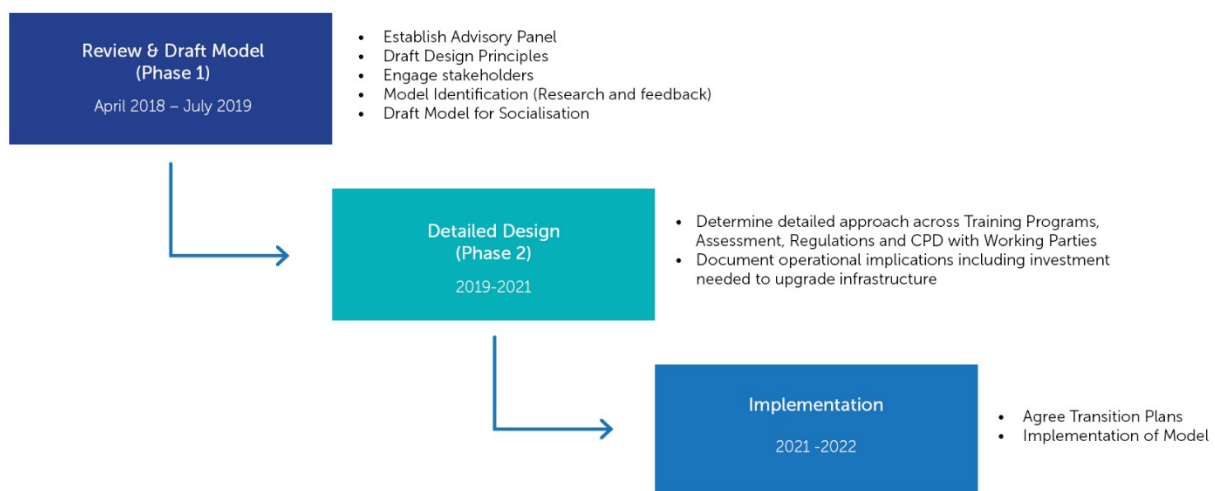 Review & Draft Model
(Phase 1)
April 2018 – July 2019
• Establish Advisory Panel
• Draft Design Principles
• Engage stakeholders
• Model Identification (Research and feedback)
• Draft Model for Socialisation
Detailed Design
(Phase 2)
2019-2021
• Determine detailed approach across Training Programs,
Assessment, Regulations and CPD with Working Parties
• Document operational implications including investment
needed to upgrade infrastructure
Implementation
2021 -2022
• Agree Transition Plans
• Implementation of Model